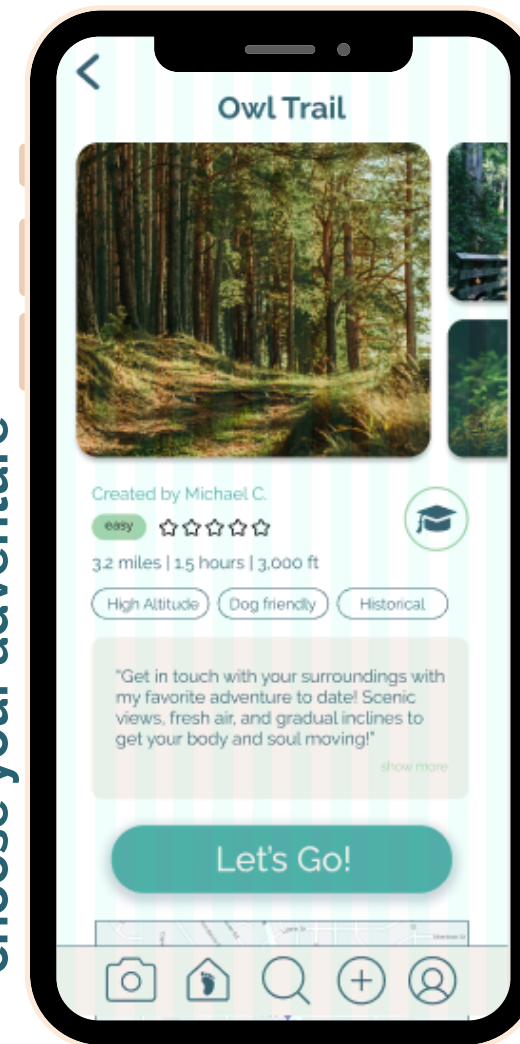 choose your adventure
Owl Trail
Created by Michael C.
easy
3.2 miles | 1.5 hours | 3,000 ft
High Altitude
Dog friendly
Historical
"Get in touch with your surroundings with
my favorite adventure to date! Scenic
views, fresh air, and gradual inclines to
get your body and soul moving!"
show more
Let's Go!